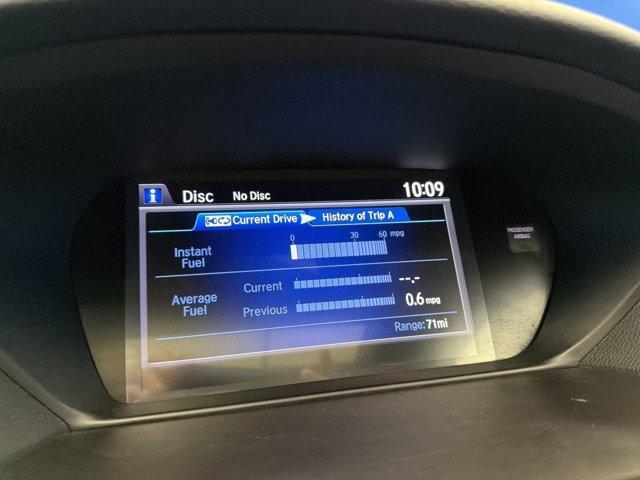 i Disc No Disc 10:09
Current Drive History of Trip A
0 30 60 mpg
Instant Fuel
Average Fuel
Current --.-
Previous 0.6 mpg
Range: 71mi
PASSENGER AIRBAG